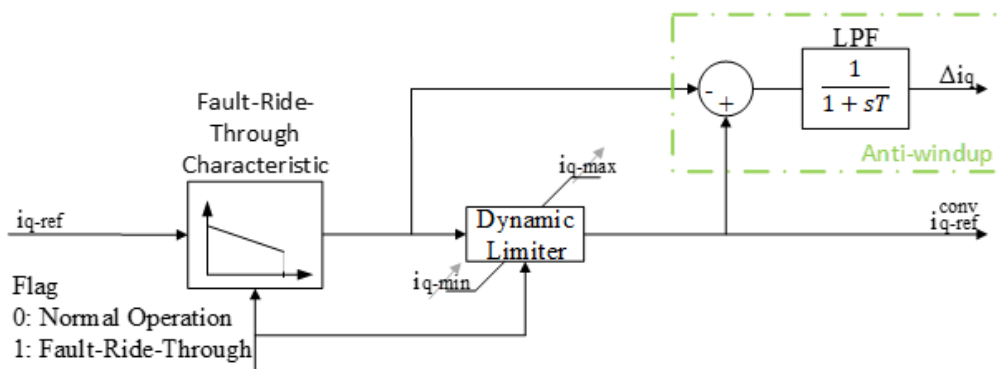 LPF
1
1 + sT
Δiq
-
+
Anti-windup
Fault-Ride-
Through
Characteristic
iq-max
iq-ref
Dynamic
Limiter
conv
iq-ref
iq-min
Flag
0: Normal Operation
1: Fault-Ride-Through